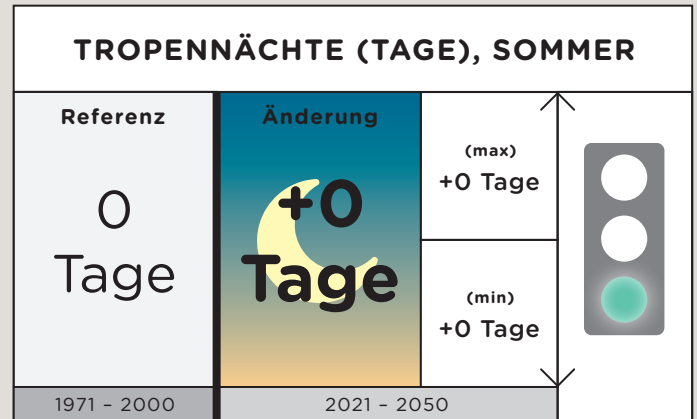 TROPENNÄCHTE (TAGE), SOMMER
Referenz
0
Tage
Änderung
+0
Tage
(max)
+0 Tage
(min)
+0 Tage
1971 – 2000
2021 – 2050